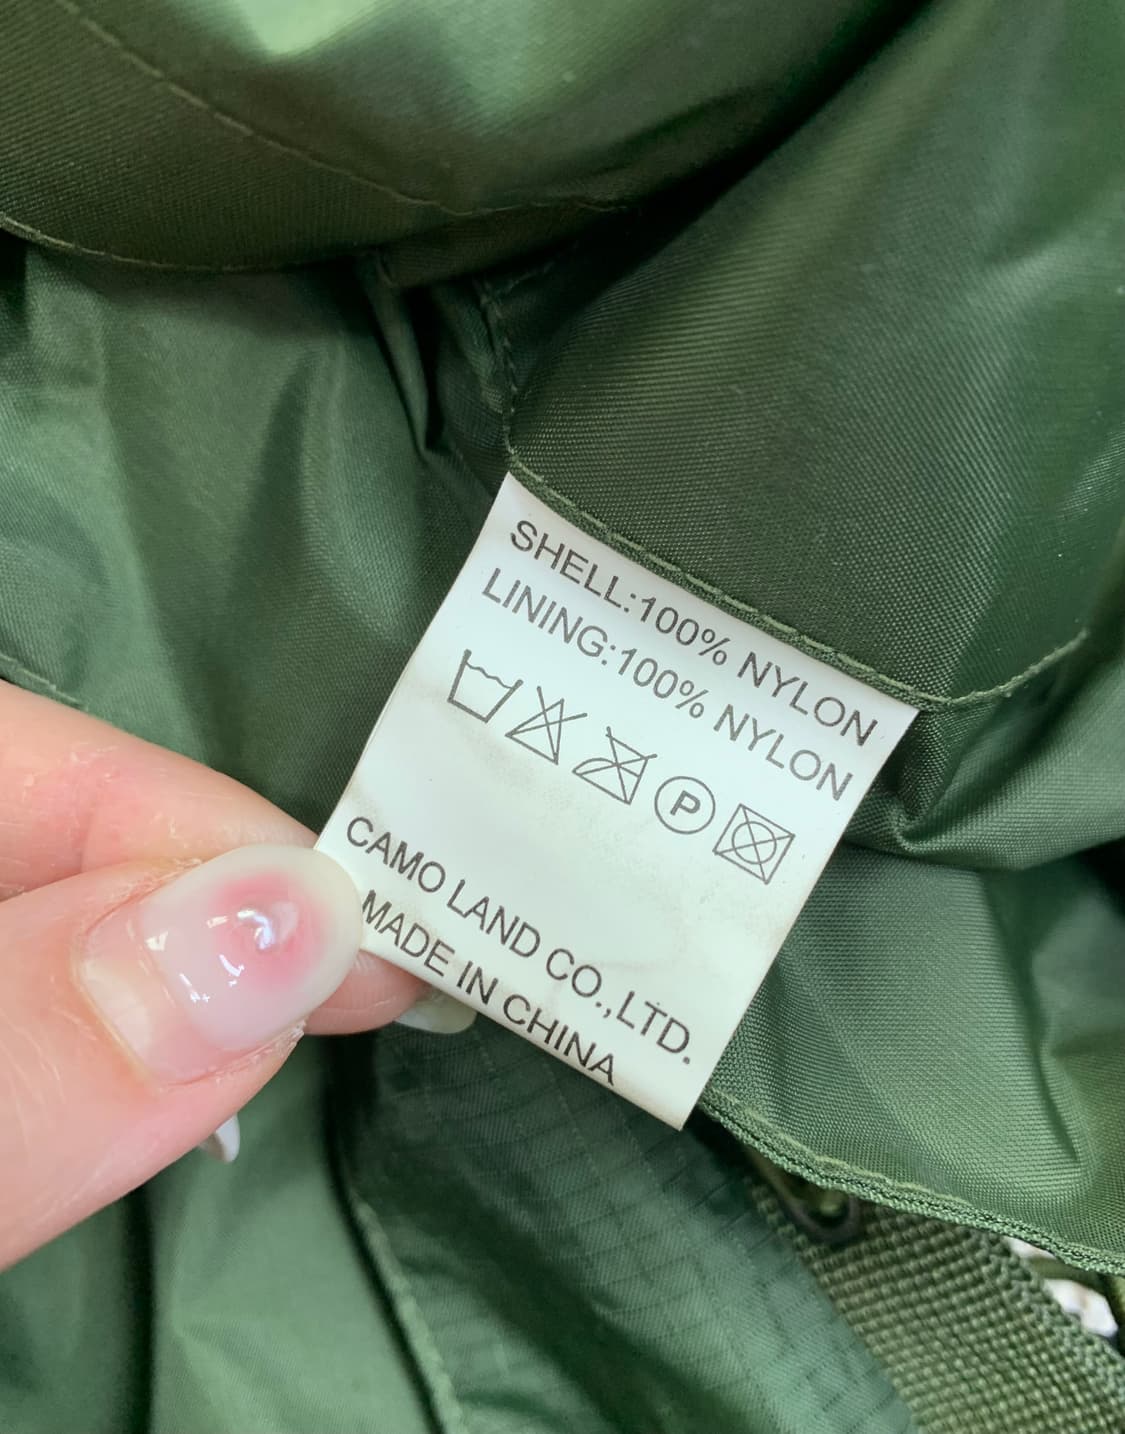 SHELL:100% NYLON
LINING:100% NYLON
P
CAMO LAND CO.,LTD.
MADE IN CHINA